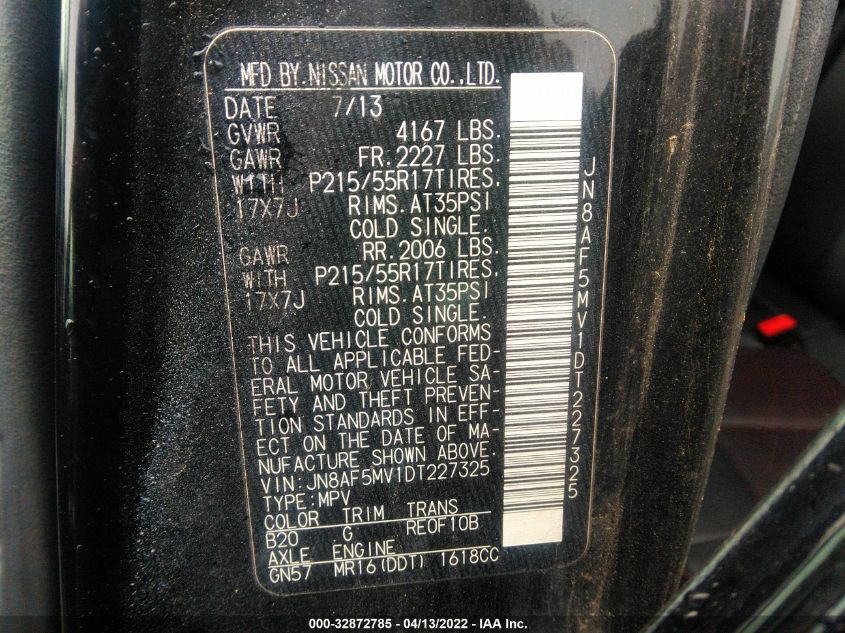 MFD BY.NISSAN MOTOR CO.,LTD.
DATE 7/13
GVWR 4167 LBS.
GAWR FR.2227 LBS.
WITH P215/55R17TIRES,
17X7J RIMS.AT35PSI
COLD SINGLE.
GAWR RR.2006 LBS.
WITH P215/55R17TIRES,
17X7J RIMS.AT35PSI
COLD SINGLE.
THIS VEHICLE CONFORMS
TO ALL APPLICABLE FED-
ERAL MOTOR VEHICLE SA-
FETY AND THEFT PREVEN-
TION STANDARDS IN EFF-
ECT ON THE DATE OF MA-
NUFACTURE SHOWN ABOVE.
VIN:JN8AF5MV1DT227325
TYPE:MPV
COLOR TRIM TRANS
B20 G REOF10B
AXLE ENGINE
GN57 MR16(DDT) 1618CC
JN8AF5MV1DT227325
000-32872785 - 04/13/2022 - IAA Inc.